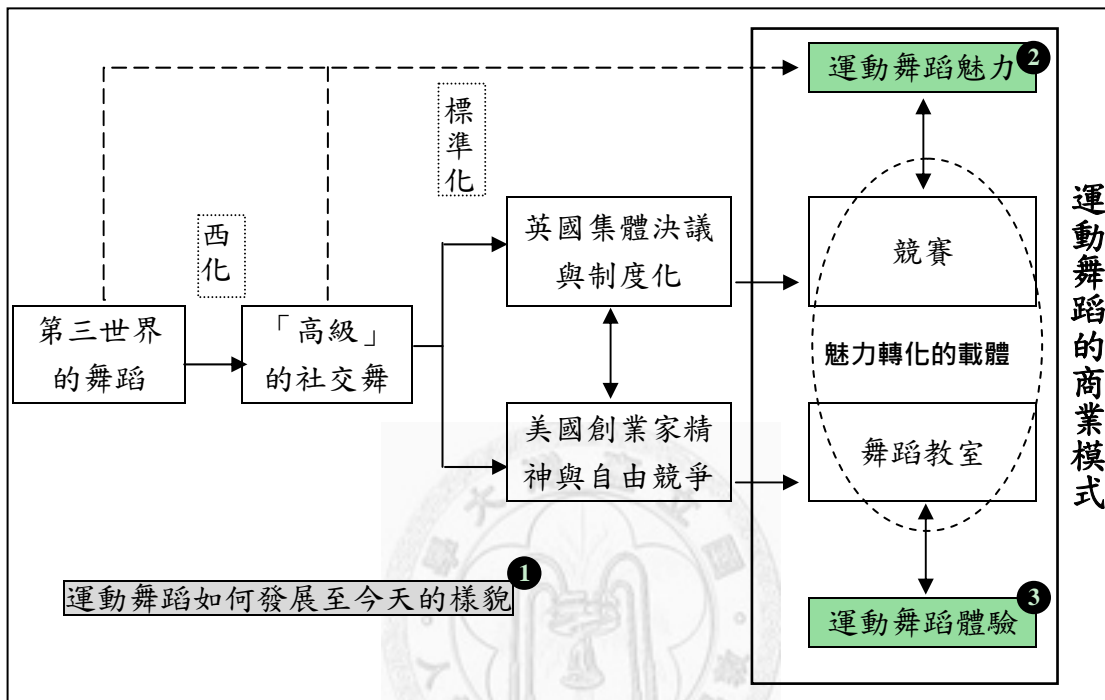 運動舞蹈魅力
2
標準化
西化
英國集體決議
與制度化
競賽
第三世界
的舞蹈
「高級」
的社交舞
魅力轉化的載體
美國創業家精
神與自由競爭
舞蹈教室
運動舞蹈的商業模式
1
運動舞蹈如何發展至今天的樣貌
3
運動舞蹈體驗